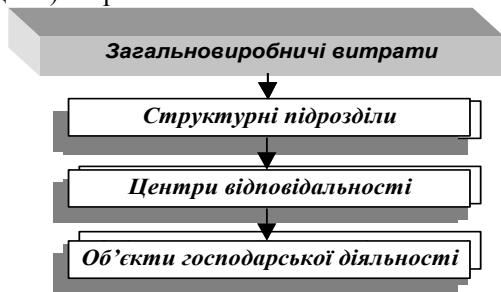 Загальновиробничі витрати
Структурні підрозділи
Центри відповідальності
Об’єкти господарської діяльності